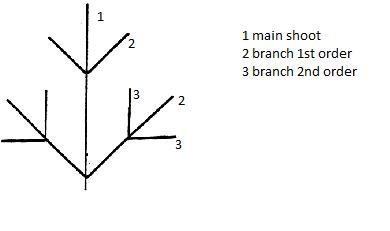 1
2
3
2
3
1 main shoot
2 branch 1st order
3 branch 2nd order